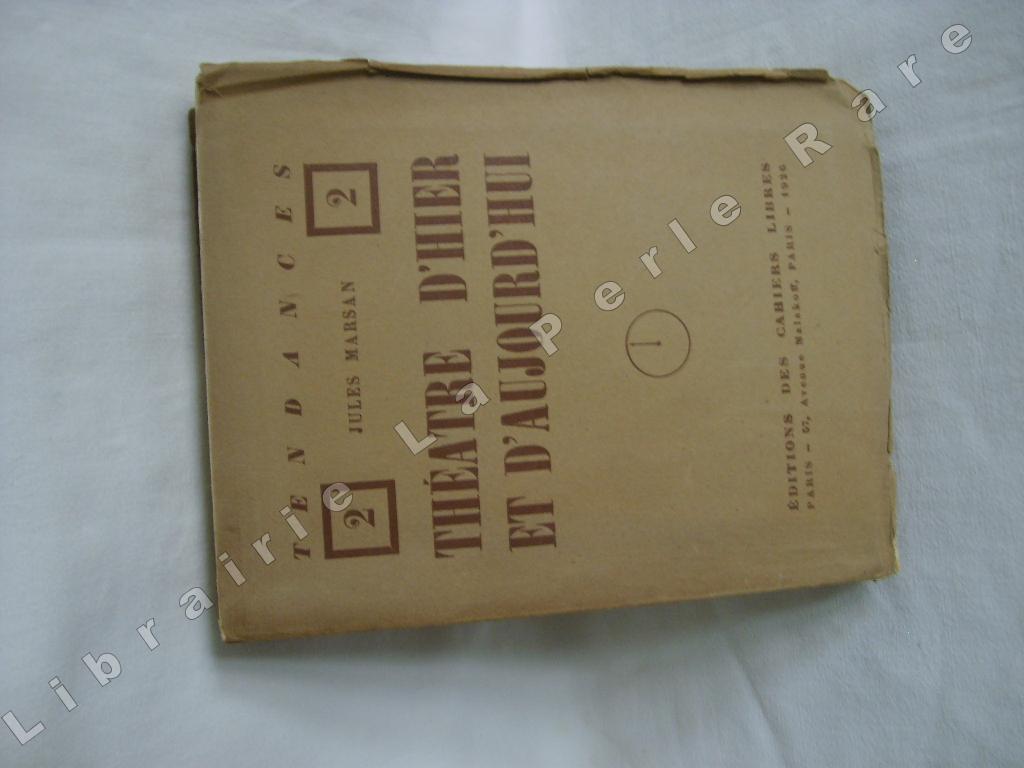 TENDANCES
2 2
JULES MARSAN
THÉATRE D'HIER
ET D'AUJOURD'HUI
ÉDITIONS DES CAHIERS LIBRES
PARIS — 57, Avenue Malakoff, PARIS — 1926
Librairie La Perle Rare